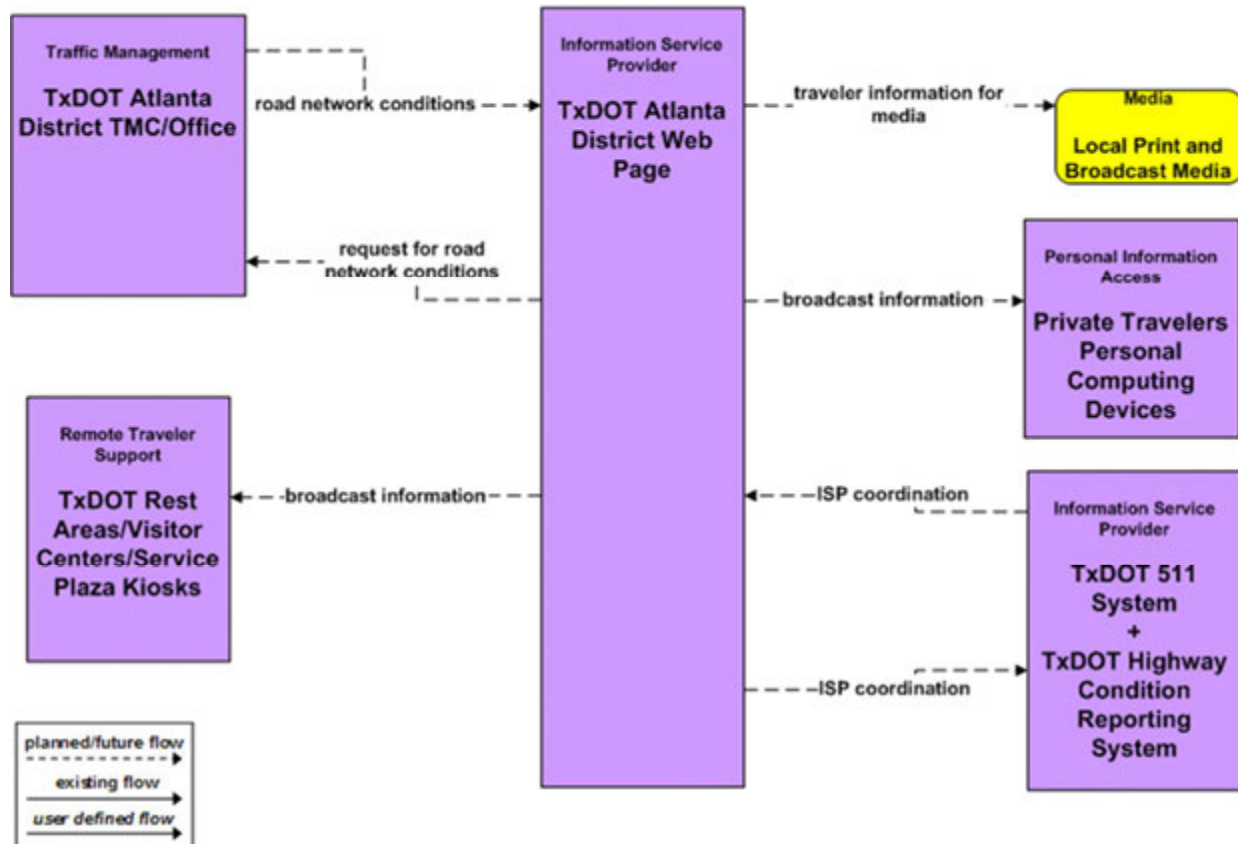 Traffic Management
TxDOT Atlanta
District TMC/Office
road network conditions
request for road
network conditions
Remote Traveler
Support
TxDOT Rest
Areas/Visitor
Centers/Service
Plaza Kiosks
broadcast information
planned/future flow
existing flow
user defined flow
Information Service
Provider
TxDOT Atlanta
District Web
Page
traveler information for
media
Media
Local Print and
Broadcast Media
broadcast information
Personal Information
Access
Private Travelers
Personal
Computing
Devices
ISP coordination
ISP coordination
Information Service
Provider
TxDOT 511
System
+
TxDOT Highway
Condition
Reporting
System